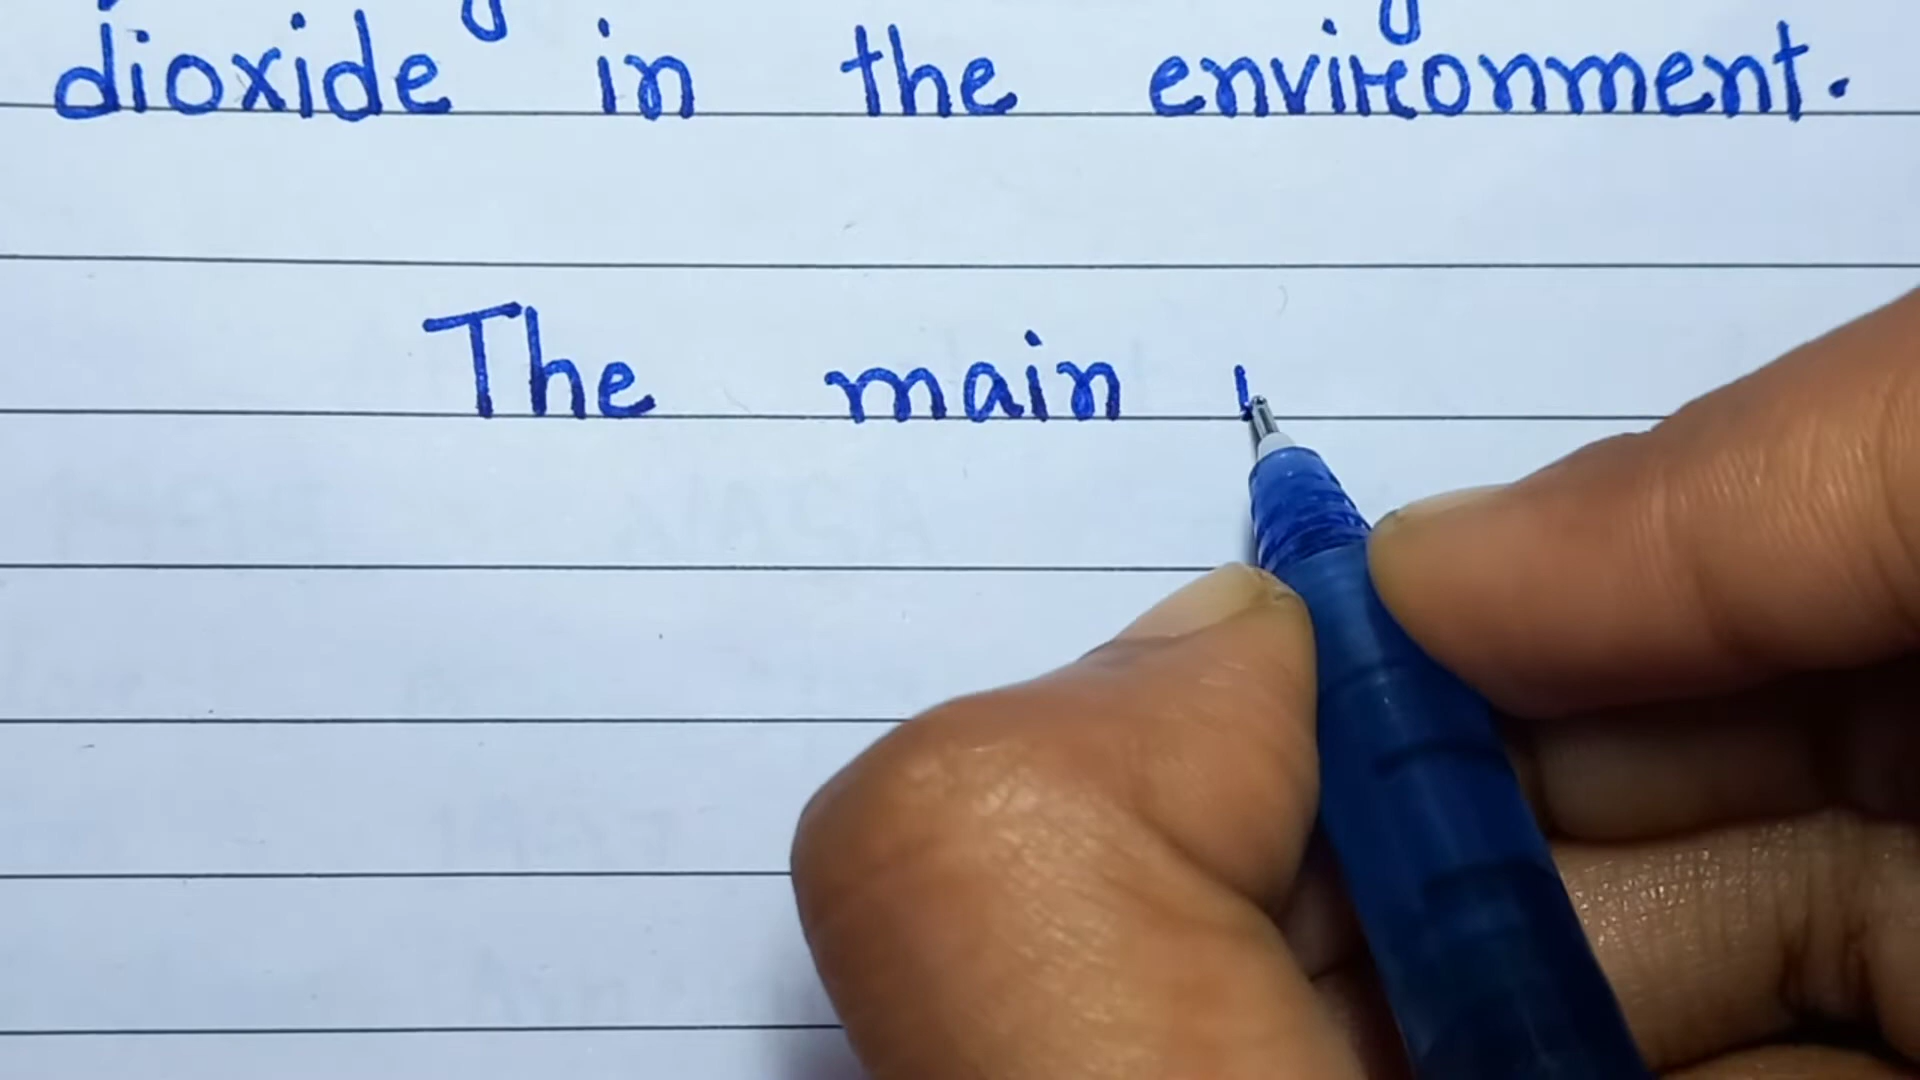 dioxide in the environment.
The main